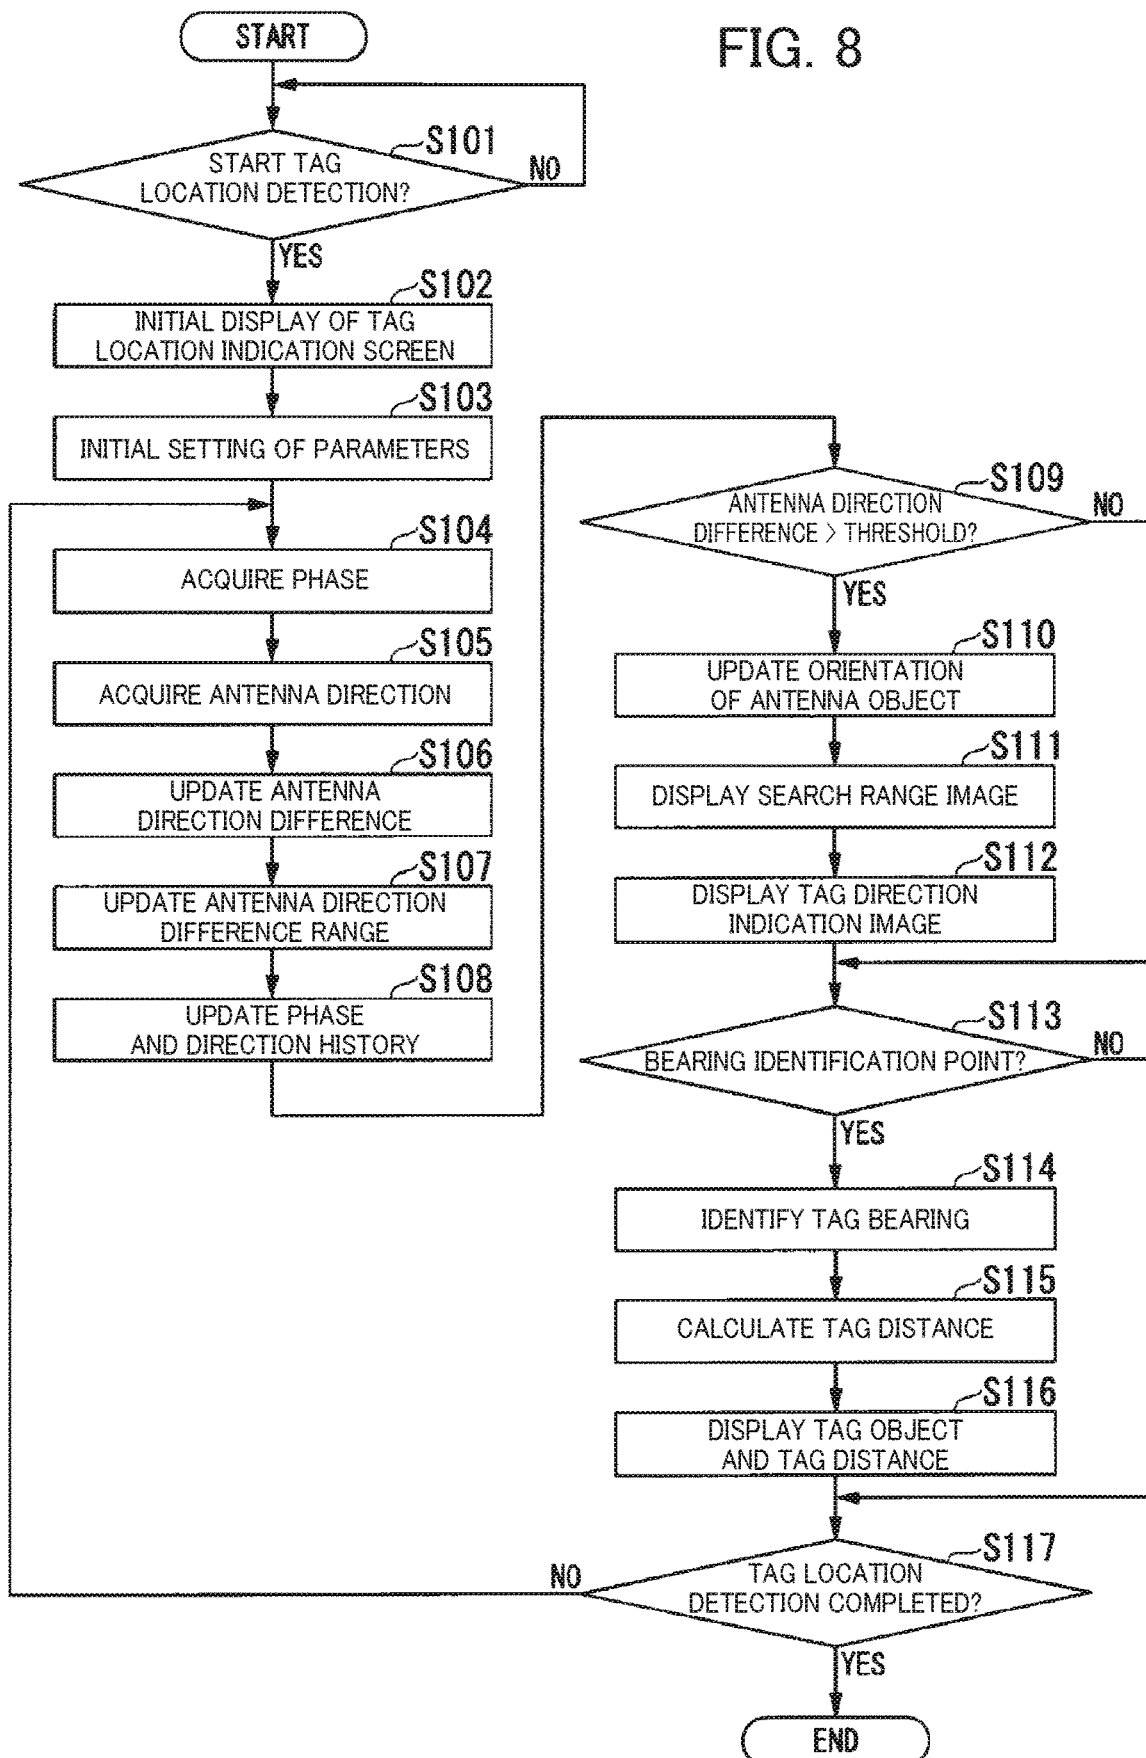 FIG. 8
START
S101
START TAG
LOCATION DETECTION?
NO
YES
S102
INITIAL DISPLAY OF TAG
LOCATION INDICATION SCREEN
S103
INITIAL SETTING OF PARAMETERS
S104
ACQUIRE PHASE
S105
ACQUIRE ANTENNA DIRECTION
S106
UPDATE ANTENNA
DIRECTION DIFFERENCE
S107
UPDATE ANTENNA DIRECTION
DIFFERENCE RANGE
S108
UPDATE PHASE
AND DIRECTION HISTORY
S109
ANTENNA DIRECTION
DIFFERENCE > THRESHOLD?
NO
YES
S110
UPDATE ORIENTATION
OF ANTENNA OBJECT
S111
DISPLAY SEARCH RANGE IMAGE
S112
DISPLAY TAG DIRECTION
INDICATION IMAGE
S113
BEARING IDENTIFICATION POINT?
NO
YES
S114
IDENTIFY TAG BEARING
S115
CALCULATE TAG DISTANCE
S116
DISPLAY TAG OBJECT
AND TAG DISTANCE
S117
TAG LOCATION
DETECTION COMPLETED?
NO
YES
END